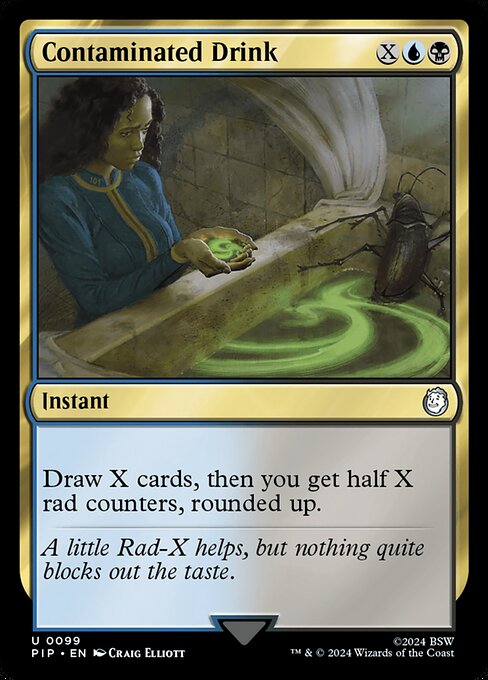 Contaminated Drink X
Instant
Draw X cards, then you get half X
rad counters, rounded up.
A little Rad-X helps, but nothing quite
blocks out the taste.
U 0099
PIP • EN Craig Elliott
©2024 BSW
™ & © 2024 Wizards of the Coast
101